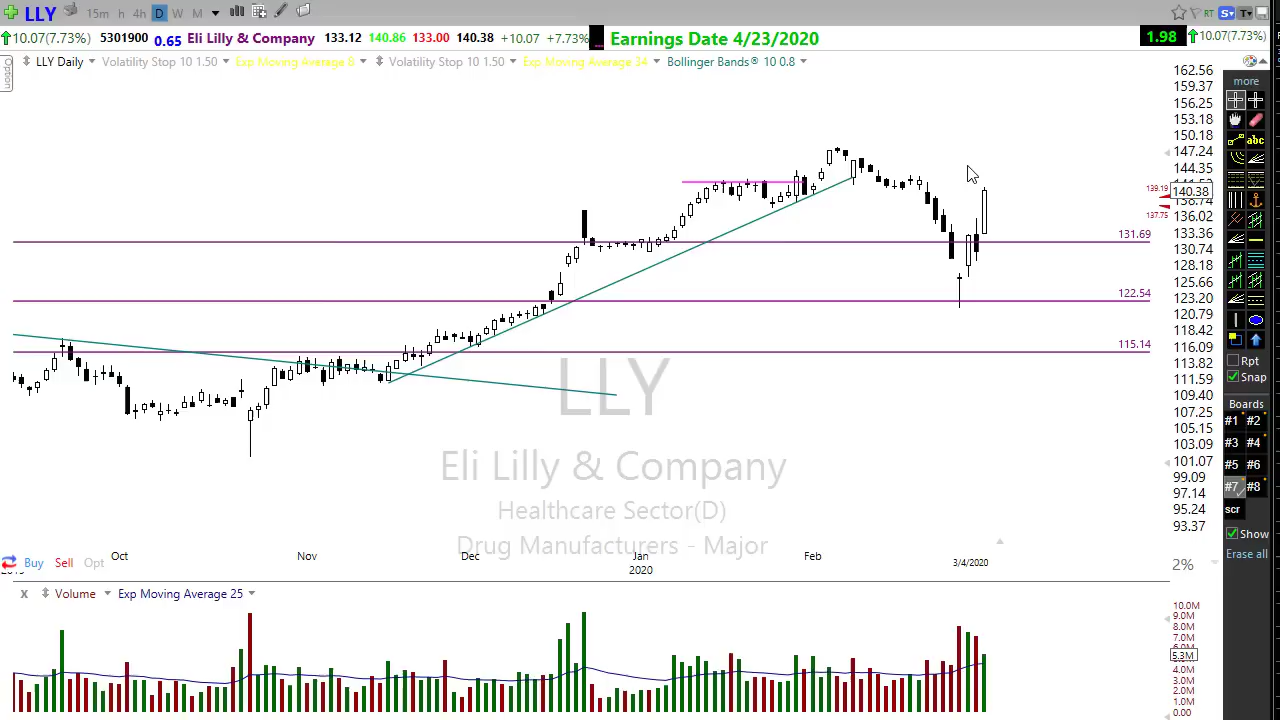 LLY 15m h 4h D W M RT S T
10.07(7.73%) 5301900 0.65 Eli Lilly & Company 133.12 140.86 133.00 140.38 +10.07 +7.73% Earnings Date 4/23/2020 1.98 10.07(7.73%)
Option
LLY Daily Volatility Stop 10 1.50 Exp Moving Average 8 Volatility Stop 10 1.50 Exp Moving Average 34 Bollinger Bands® 10 0.8
162.56
159.37
156.25
153.18
150.18
147.24
144.35
139.19
140.38
138.74
137.75
136.02
131.69
133.36
130.74
128.18
125.66
122.54
123.20
120.79
118.42
115.14
116.09
113.82
111.59
109.40
107.25
105.15
103.09
101.07
99.09
97.14
95.24
93.37
LLY
Eli Lilly & Company
Healthcare Sector(D)
Drug Manufacturers - Major
more
abc
Rpt
Snap
Boards
#1 #2
#3 #4
#5 #6
#7 #8
scr
Show
Erase all
Oct Nov Dec Jan Feb 3/4/2020
Buy Sell Opt 2020 2%
X Volume Exp Moving Average 25
10.0M
9.0M
8.0M
7.0M
5.3M
4.0M
3.0M
2.0M
1.0M
0.00